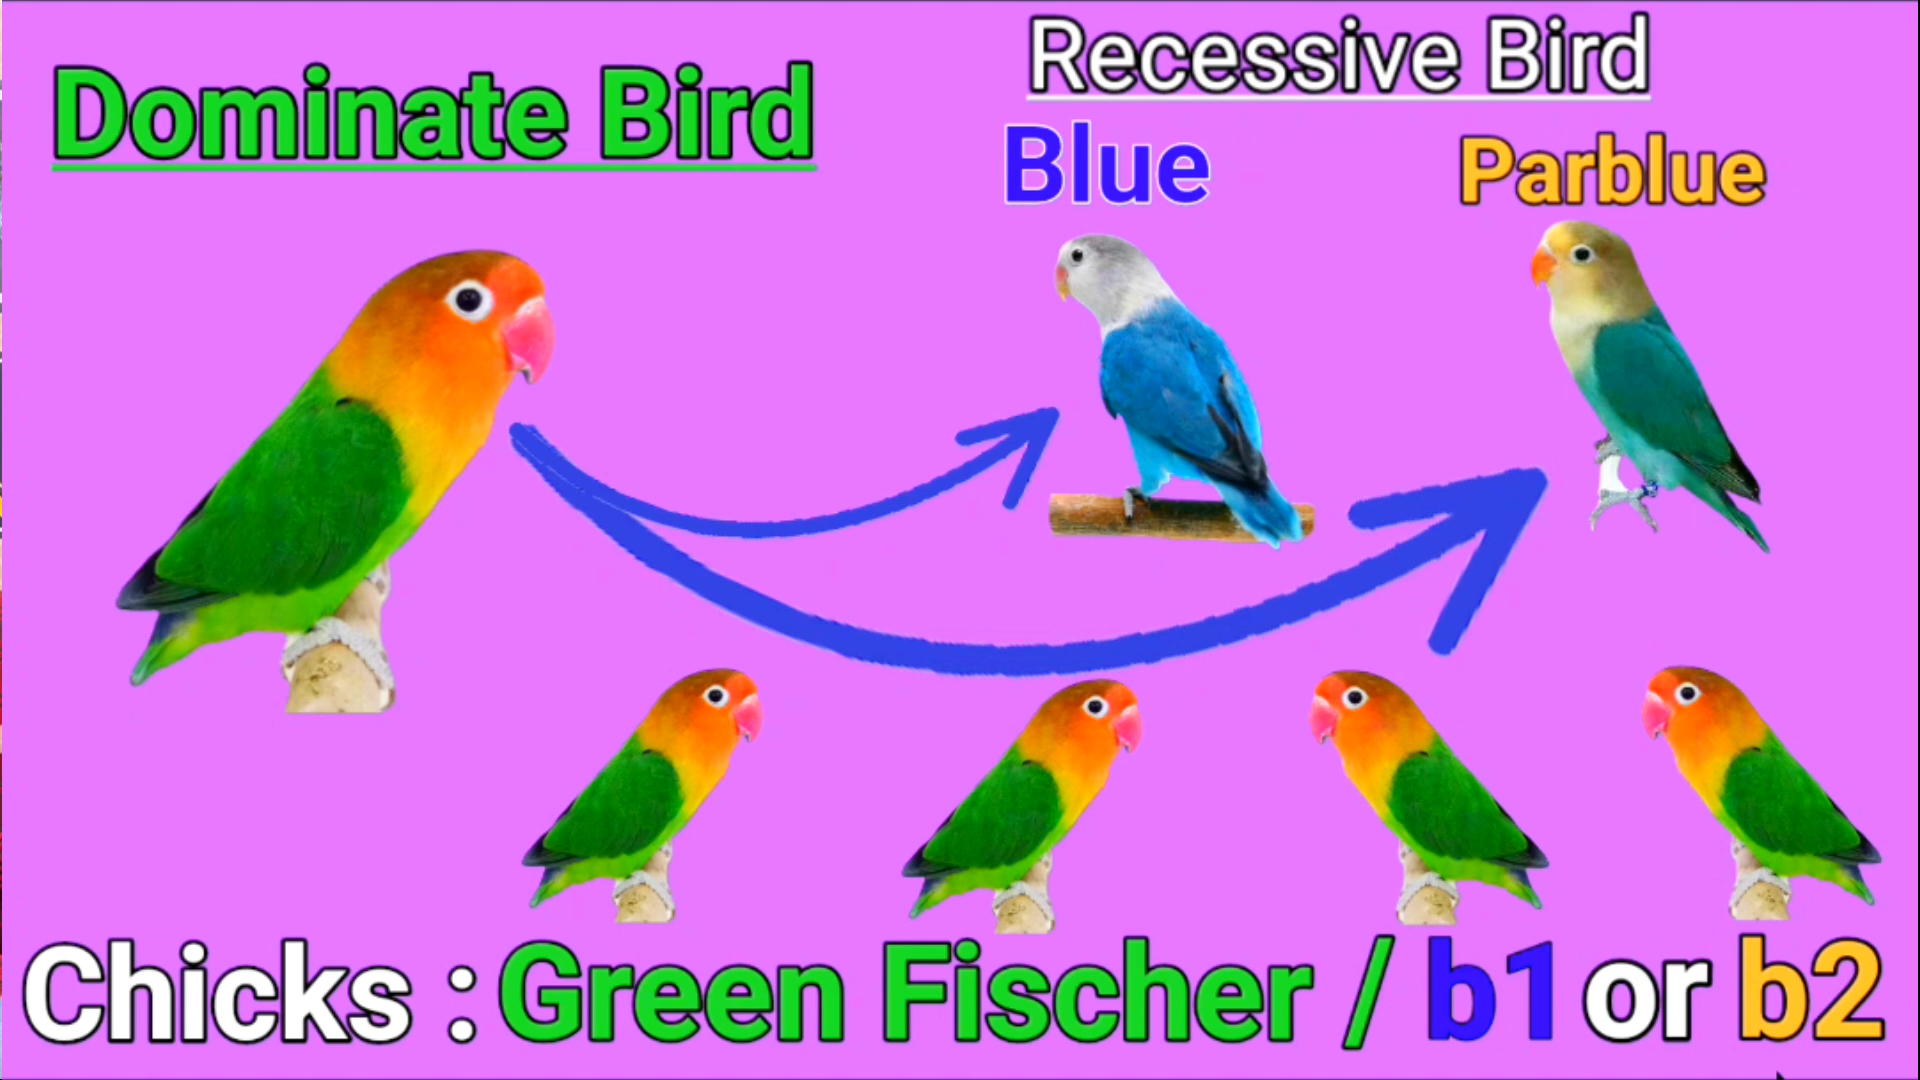 Dominate Bird
Recessive Bird
Blue
Parblue
Chicks : Green Fischer / b1 or b2